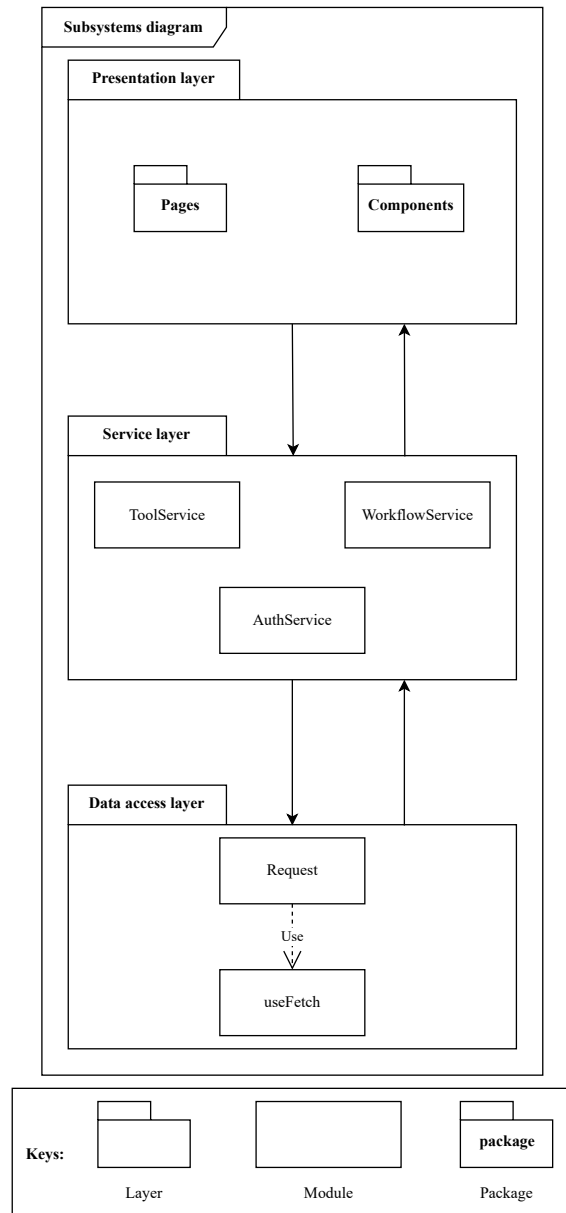 Subsystems diagram
Presentation layer
Pages
Components
Service layer
ToolService
WorkflowService
AuthService
Data access layer
Request
Use
useFetch
Keys:
package
Layer
Module
Package